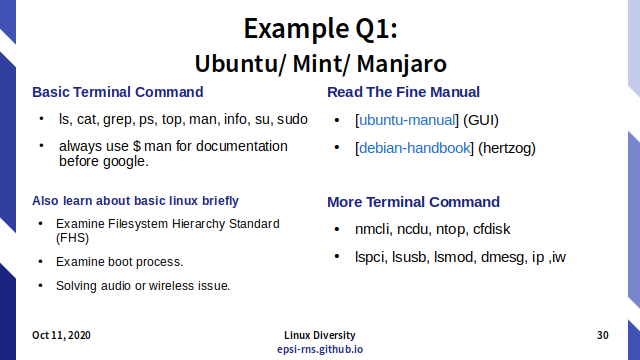 Example Q1:
Ubuntu/ Mint/ Manjaro
Basic Terminal Command
• ls, cat, grep, ps, top, man, info, su, sudo
• always use $ man for documentation
before google.
Also learn about basic linux briefly
• Examine Filesystem Hierarchy Standard
(FHS)
• Examine boot process.
• Solving audio or wireless issue.
Read The Fine Manual
• [ubuntu-manual] (GUI)
• [debian-handbook] (hertzog)
More Terminal Command
• nmcli, ncdu, ntop, cfdisk
• lspci, lsusb, lsmod, dmesg, ip ,iw
Oct 11, 2020
Linux Diversity
epsi-rns.github.io
30